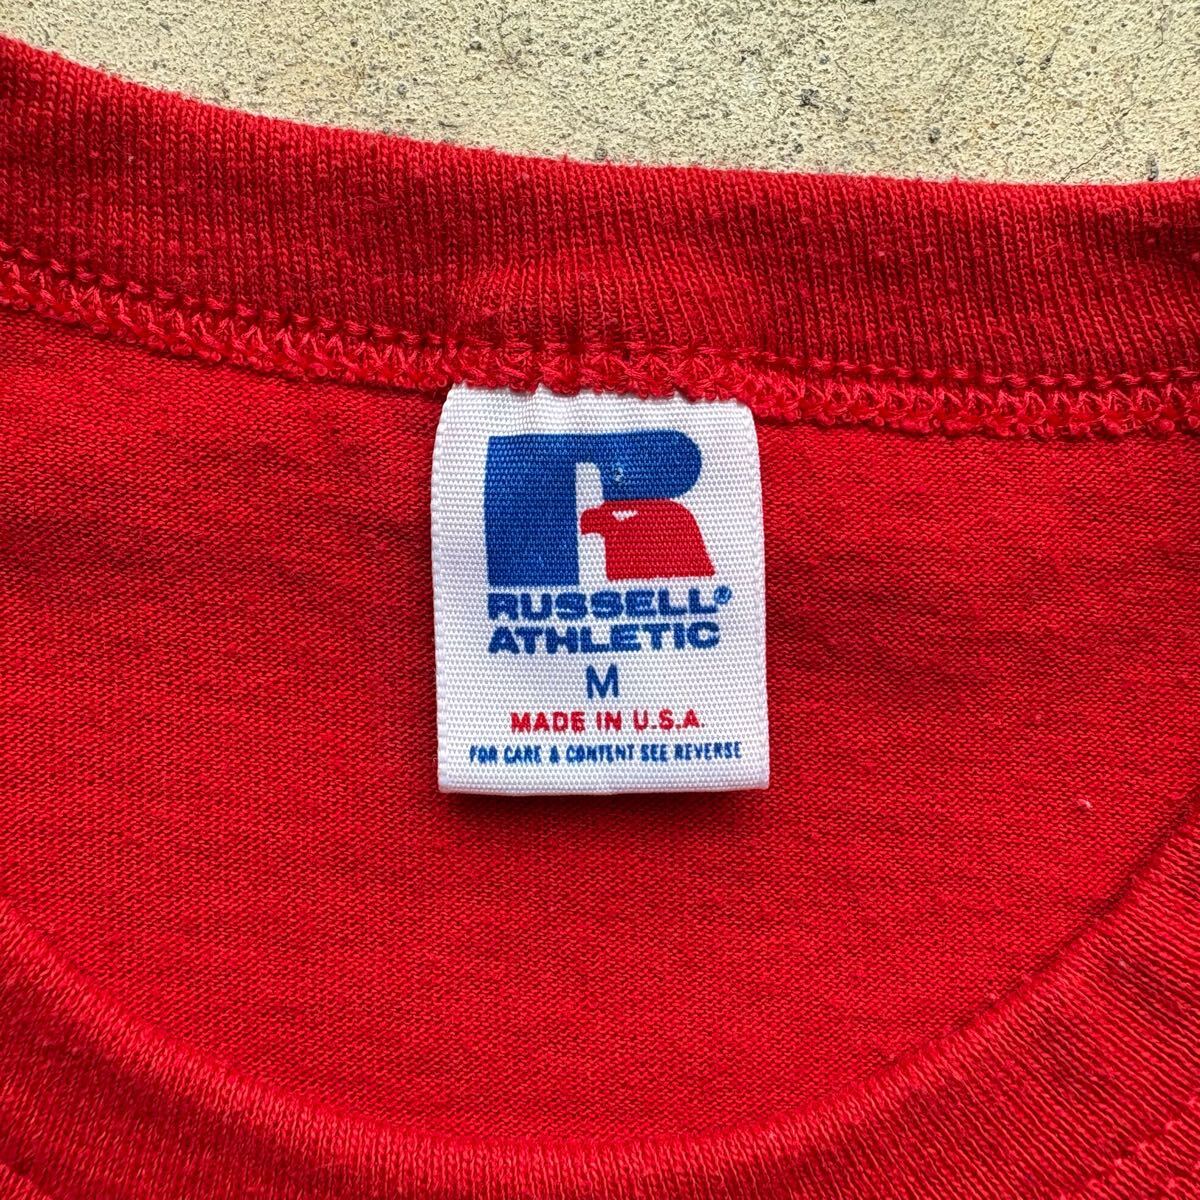 R
RUSSELL®
ATHLETIC
M
MADE IN U.S.A.
FOR CARE & CONTENT SEE REVERSE